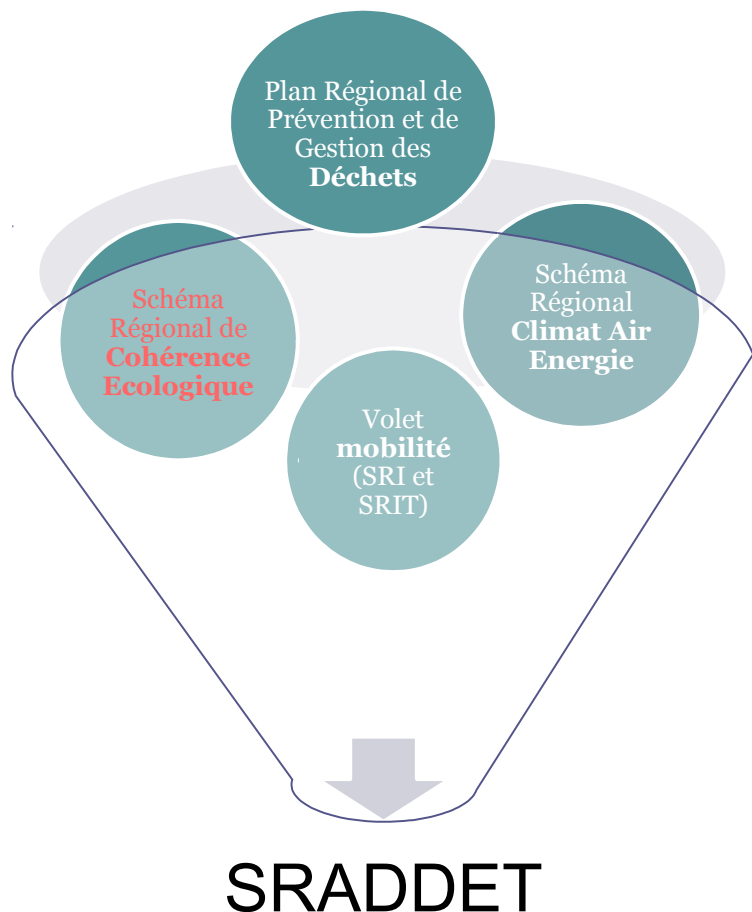 Plan Régional de
Prévention et de
Gestion des
Déchets
Schéma
Régional de
Cohérence
Ecologique
Schéma
Régional
Climat Air
Energie
Volet
mobilité
(SRI et
SRIT)
SRADDET